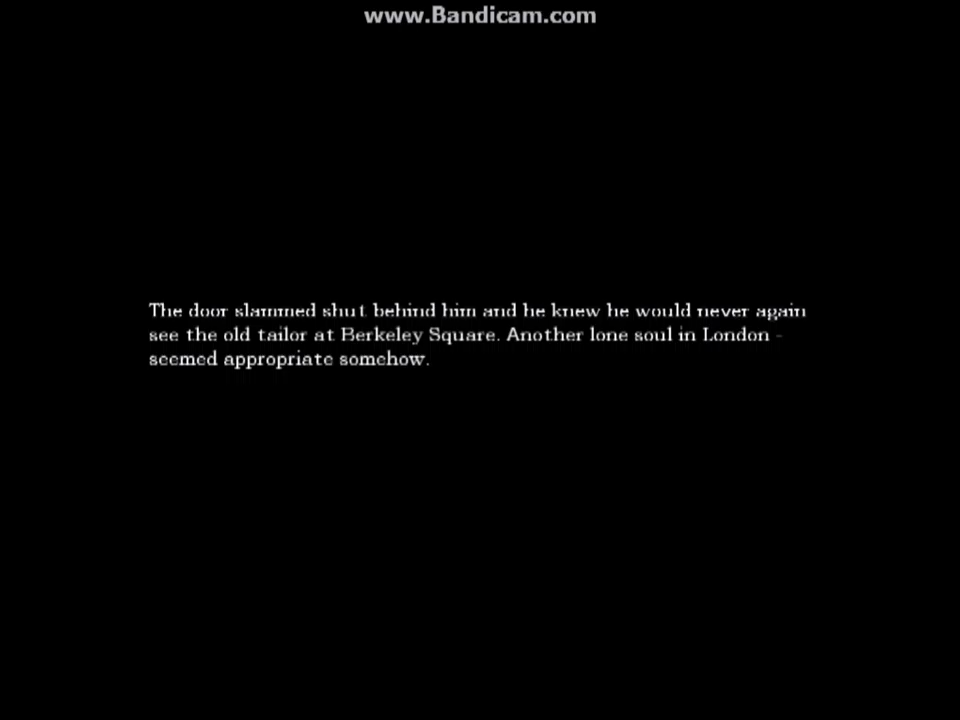 www.Bandicam.com
The door slammed shut behind him and he knew he would never again
see the old tailor at Berkeley Square. Another lone soul in London -
seemed appropriate somehow.